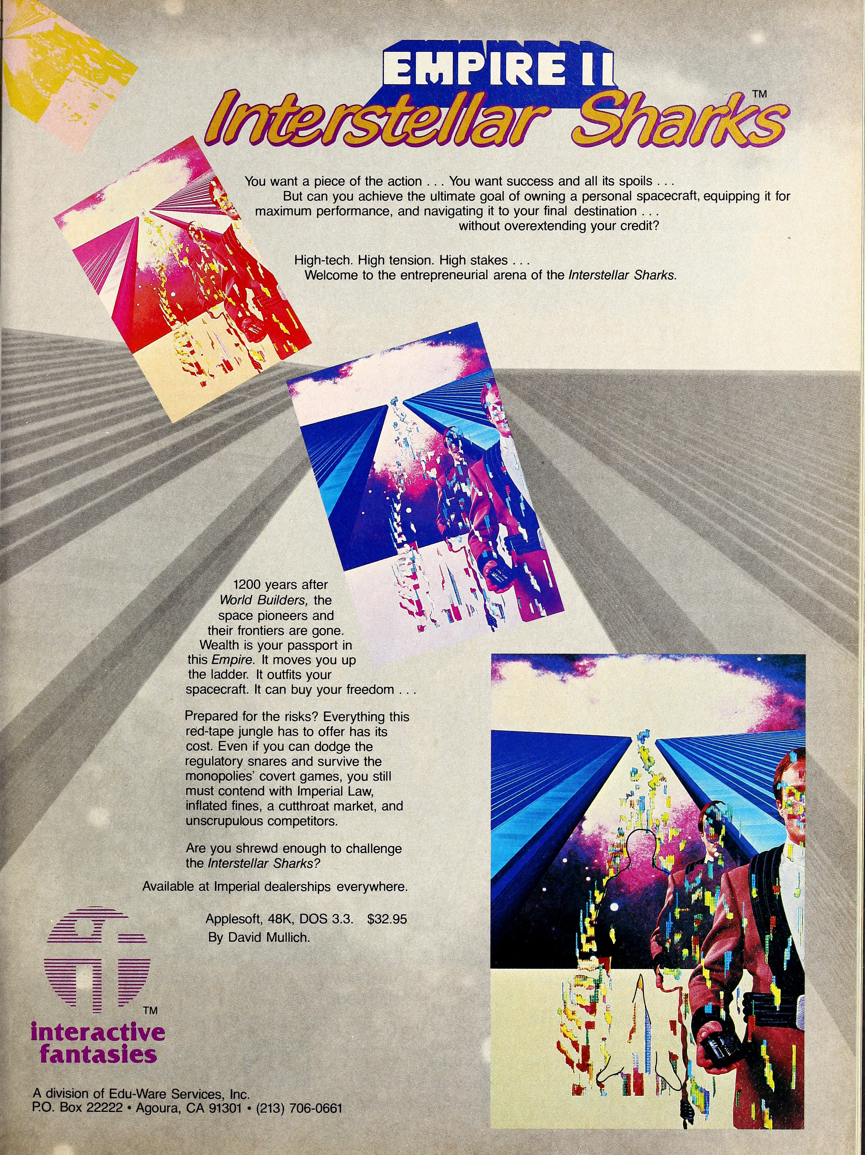 EMPIRE II
Interstellar Sharks™
You want a piece of the action . . . You want success and all its spoils . . .
But can you achieve the ultimate goal of owning a personal spacecraft, equipping it for
maximum performance, and navigating it to your final destination . . .
without overextending your credit?
High-tech. High tension. High stakes . . .
Welcome to the entrepreneurial arena of the Interstellar Sharks.
1200 years after
World Builders, the
space pioneers and
their frontiers are gone.
Wealth is your passport in
this Empire. It moves you up
the ladder. It outfits your
spacecraft. It can buy your freedom . . .
Prepared for the risks? Everything this
red-tape jungle has to offer has its
cost. Even if you can dodge the
regulatory snares and survive the
monopolies' covert games, you still
must contend with Imperial Law,
inflated fines, a cutthroat market, and
unscrupulous competitors.
Are you shrewd enough to challenge
the Interstellar Sharks?
Available at Imperial dealerships everywhere.
Applesoft, 48K, DOS 3.3. $32.95
By David Mullich.
TM
interactive
fantasies
A division of Edu-Ware Services, Inc.
P.O. Box 22222 • Agoura, CA 91301 • (213) 706-0661